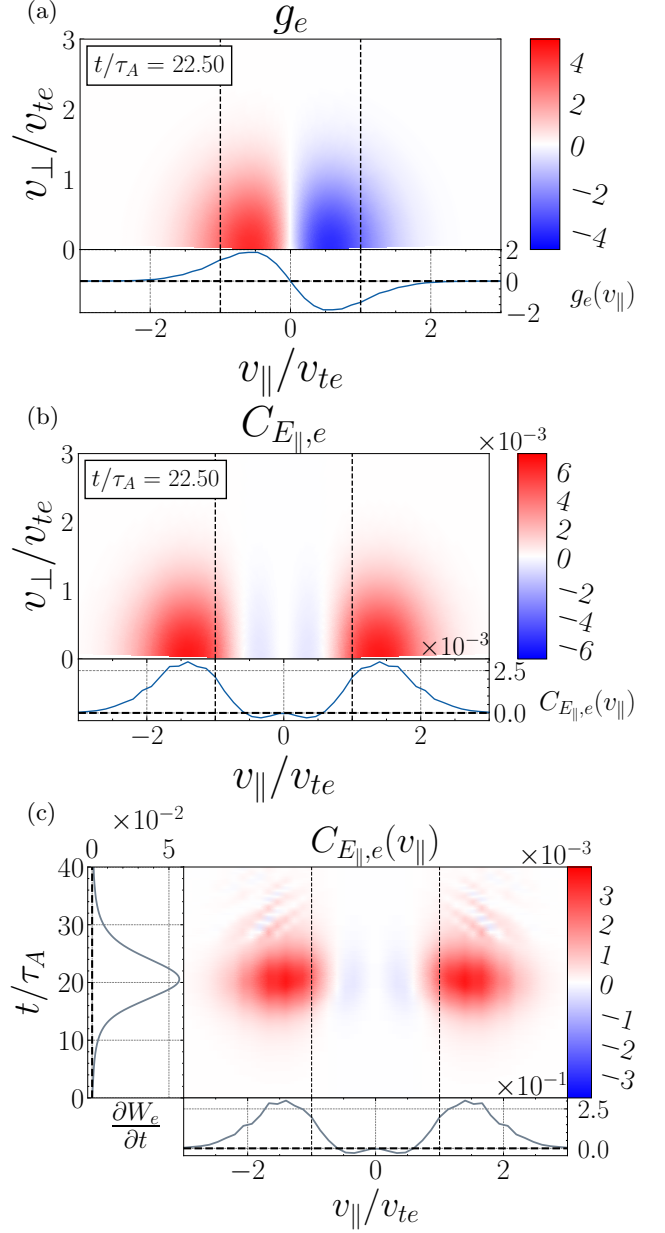 (a)
g_e
t/τ_A = 22.50
v_⊥/v_te
3
2
1
0
4
2
0
−2
−4
2
0
−2
g_e(v_∥)
−2 0 2
v_∥/v_te
(b)
C_{E_∥,e}
×10^{−3}
t/τ_A = 22.50
v_⊥/v_te
3
2
1
0
6
4
2
0
−2
−4
−6
×10^{−3}
2.5
0.0
C_{E_∥,e}(v_∥)
−2 0 2
v_∥/v_te
(c)
×10^{−2}
0 5
C_{E_∥,e}(v_∥)
×10^{−3}
t/τ_A
40
30
20
10
0
3
2
1
0
−1
−2
−3
×10^{−1}
∂W_e
∂t
2.5
0.0
−2 0 2
v_∥/v_te